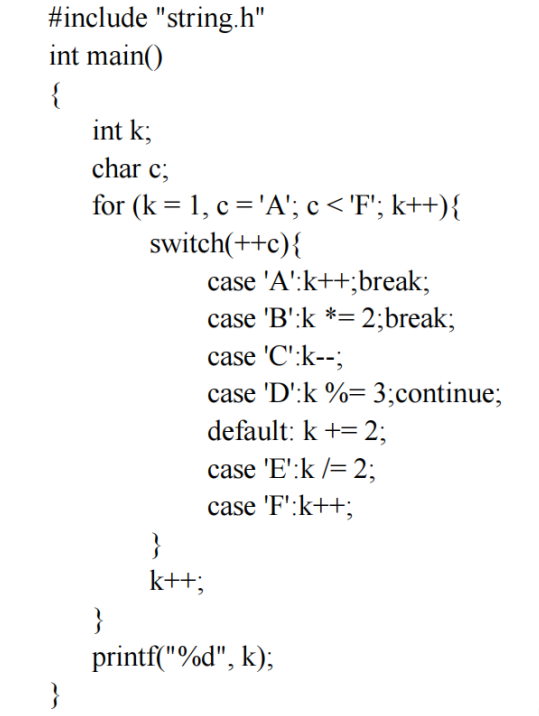 #include "string.h"
int main()
{
int k;
char c;
for (k = 1, c = 'A'; c < 'F'; k++){
switch(++c){
case 'A':k++;break;
case 'B':k *= 2;break;
case 'C':k--;
case 'D':k %= 3;continue;
default: k += 2;
case 'E':k /= 2;
case 'F':k++;
}
k++;
}
printf("%d", k);
}